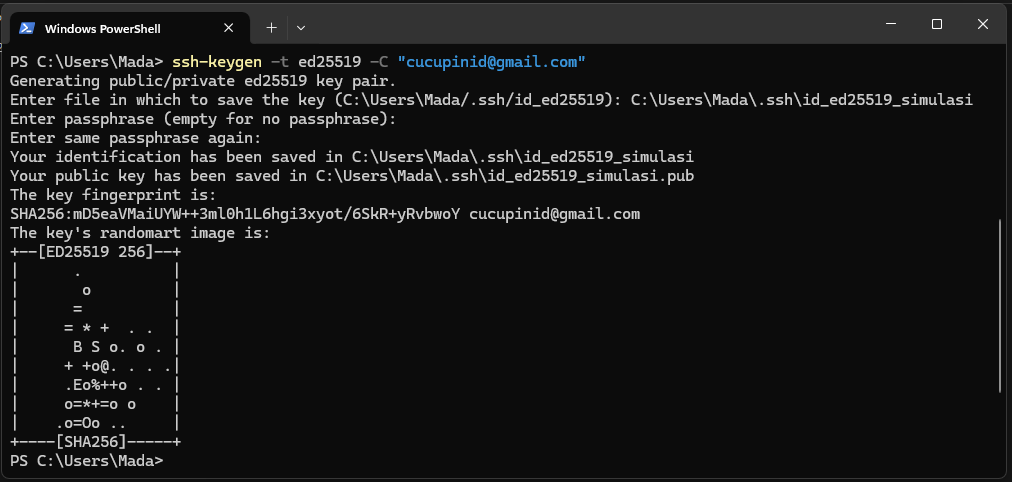 Windows PowerShell
PS C:\Users\Mada> ssh-keygen -t ed25519 -C "cucupinid@gmail.com"
Generating public/private ed25519 key pair.
Enter file in which to save the key (C:\Users\Mada/.ssh/id_ed25519): C:\Users\Mada\.ssh\id_ed25519_simulasi
Enter passphrase (empty for no passphrase):
Enter same passphrase again:
Your identification has been saved in C:\Users\Mada\.ssh\id_ed25519_simulasi
Your public key has been saved in C:\Users\Mada\.ssh\id_ed25519_simulasi.pub
The key fingerprint is:
SHA256:mD5eaVMaiUYW++3ml0h1L6hgi3xyot/6SkR+yRvbwoY cucupinid@gmail.com
The key's randomart image is:
+--[ED25519 256]--+
|      .          |
|       o         |
|      =          |
|     = * +  . .  |
|      B S o. o . |
|     + +o@. . . .|
|     .Eo%++o . . |
|     o=*+=o o    |
|    .o=Oo ..     |
+----[SHA256]-----+
PS C:\Users\Mada>